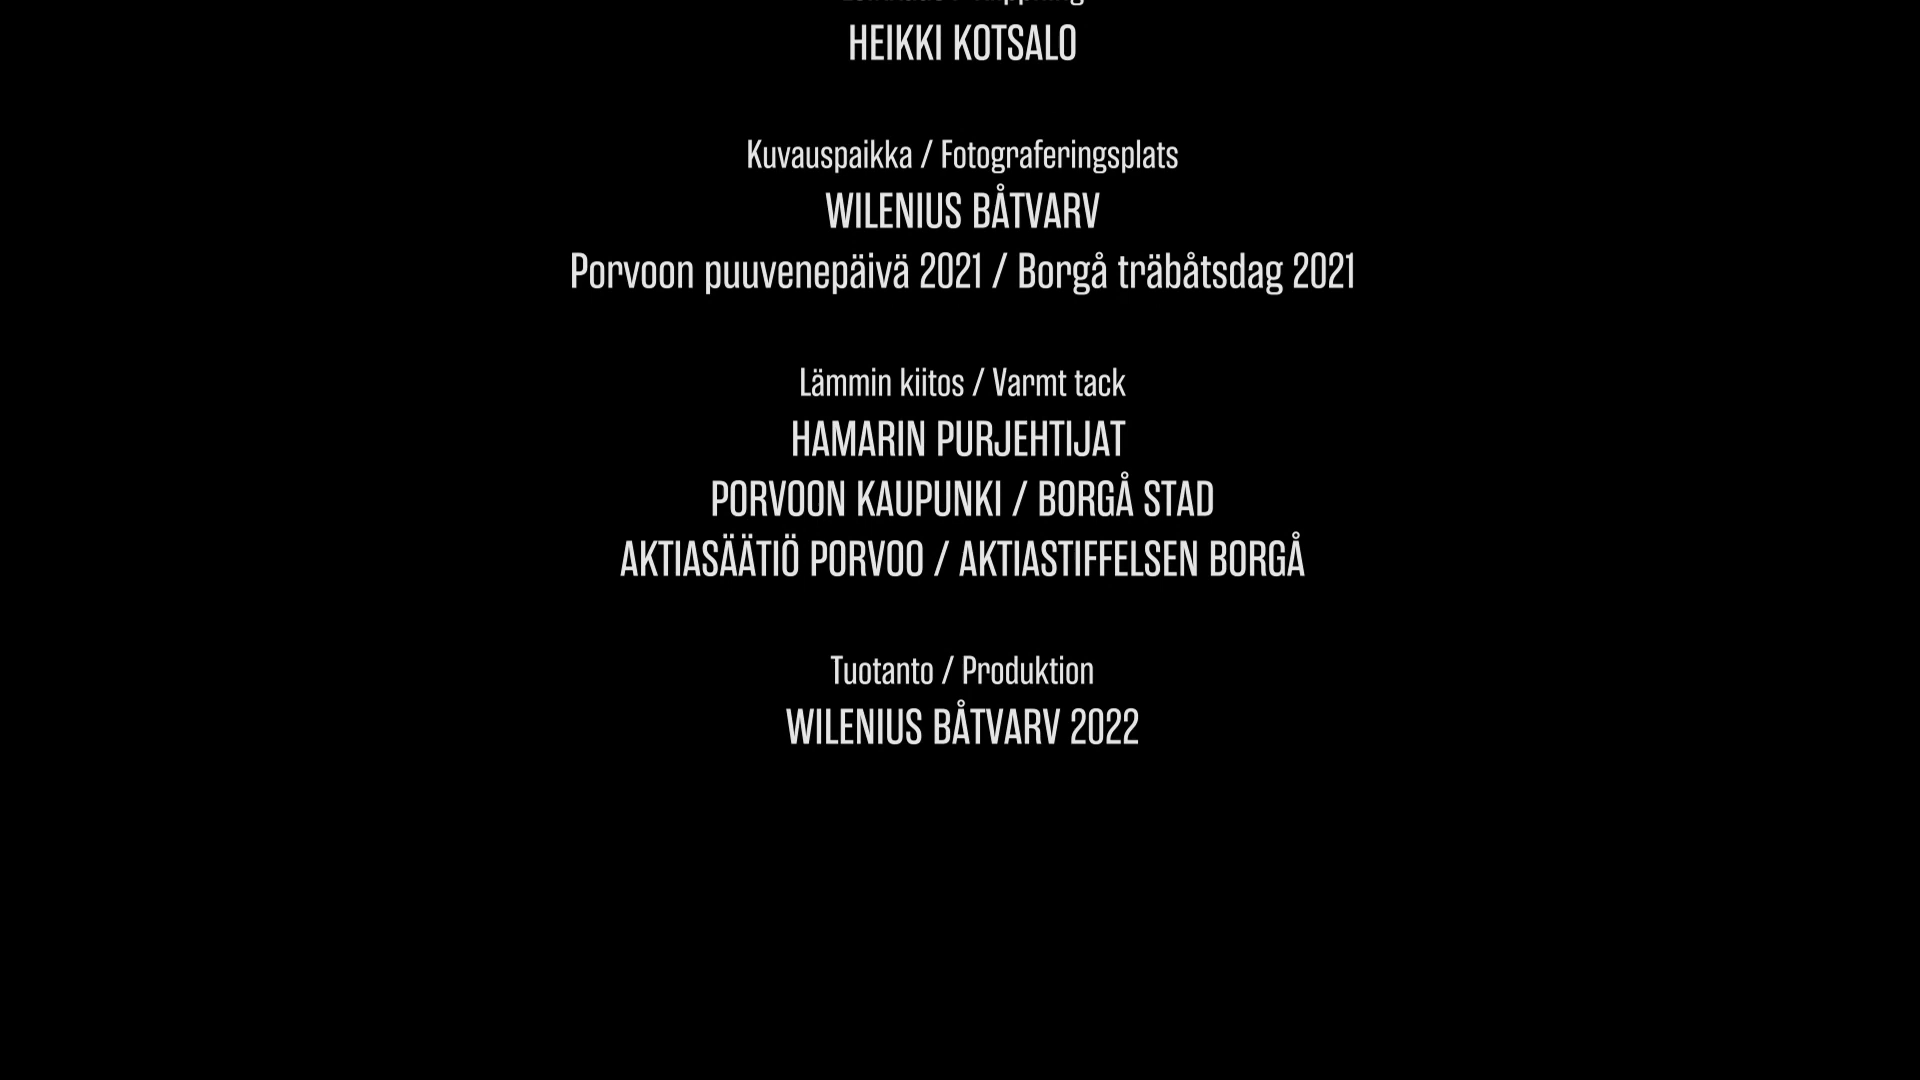 HEIKKI KOTSALO
Kuvauspaikka / Fotograferingsplats
WILENIUS BÅTVARV
Porvoon puuvenepäivä 2021 / Borgå träbåtsdag 2021
Lämmin kiitos / Varmt tack
HAMARIN PURJEHTIJAT
PORVOON KAUPUNKI / BORGÅ STAD
AKTIASÄÄTIÖ PORVOO / AKTIASTIFFELSEN BORGÅ
Tuotanto / Produktion
WILENIUS BÅTVARV 2022